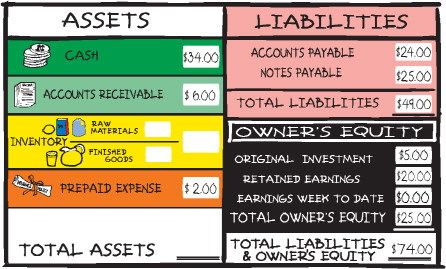 ASSETS
CASH $34.00
ACCOUNTS RECEIVABLE $6.00
INVENTORY
RAW MATERIALS
FINISHED GOODS
PREPAID EXPENSE $2.00
TOTAL ASSETS
LIABILITIES
ACCOUNTS PAYABLE $24.00
NOTES PAYABLE $25.00
TOTAL LIABILITIES $49.00
OWNER'S EQUITY
ORIGINAL INVESTMENT $5.00
RETAINED EARNINGS $20.00
EARNINGS WEEK TO DATE $0.00
TOTAL OWNER'S EQUITY $25.00
TOTAL LIABILITIES
& OWNER'S EQUITY $74.00